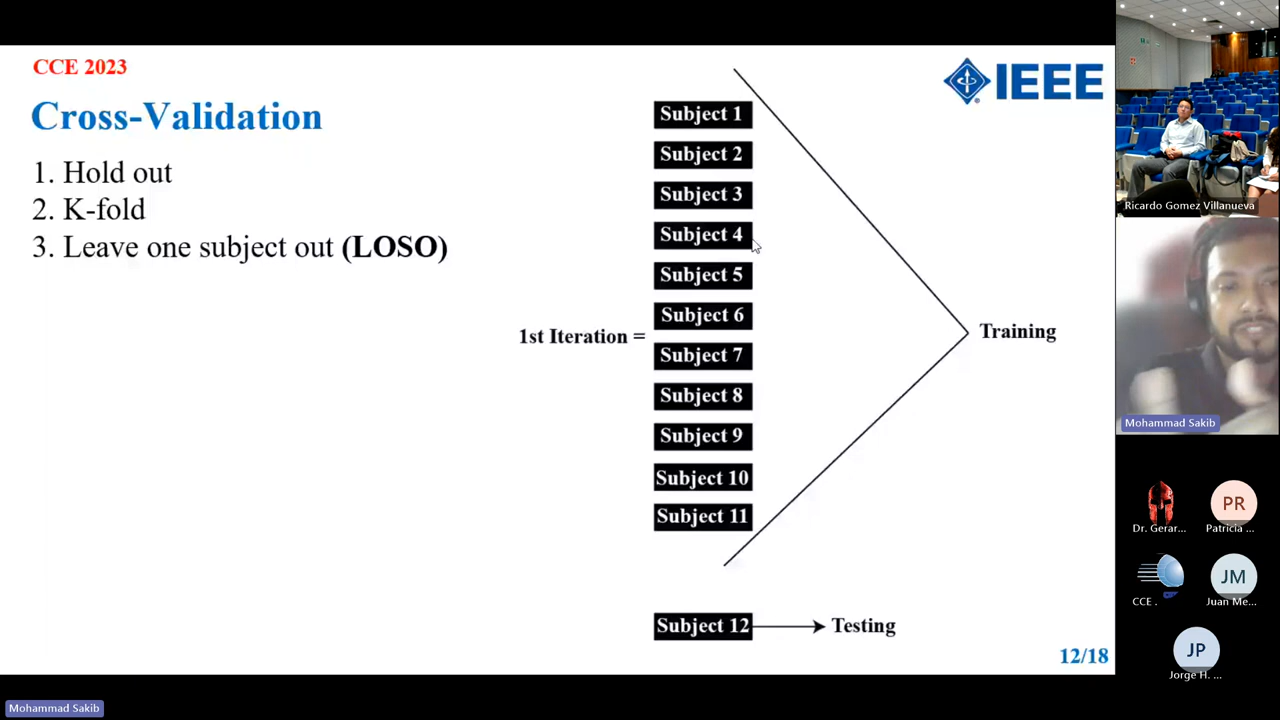 CCE 2023
IEEE
Cross-Validation
1. Hold out
2. K-fold
3. Leave one subject out (LOSO)
1st Iteration =
Subject 1
Subject 2
Subject 3
Subject 4
Subject 5
Subject 6
Subject 7
Subject 8
Subject 9
Subject 10
Subject 11
Training
Subject 12
Testing
12/18
Mohammad Sakib
Ricardo Gomez Villanueva
Mohammad Sakib
Dr. Gerar...
PR
Patricia ...
CCE .
JM
Juan Me...
JP
Jorge H. ...